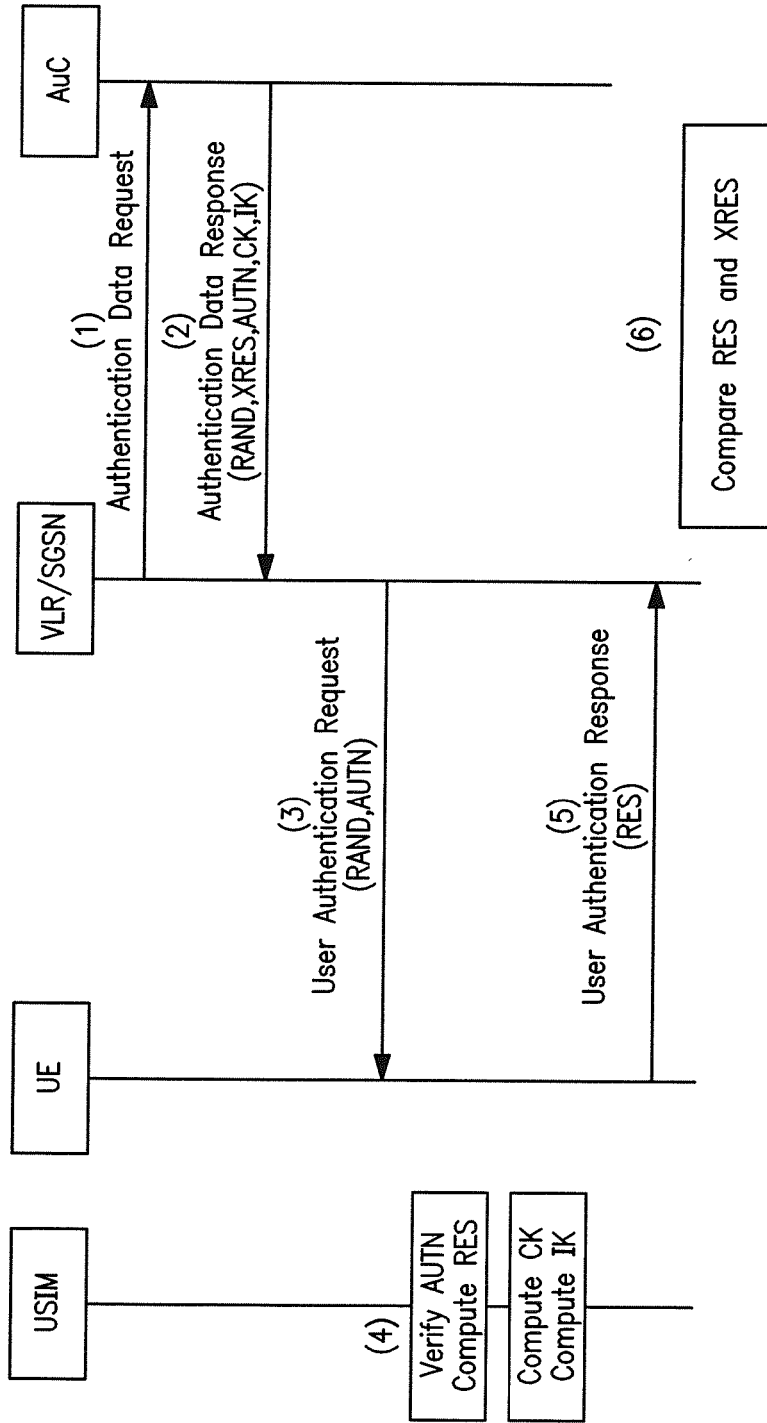 USIM
UE
VLR/SGSN
AuC
(1)
Authentication Data Request
(2)
Authentication Data Response
(RAND,XRES,AUTN,CK,IK)
(3)
User Authentication Request
(RAND,AUTN)
(4)
Verify AUTN
Compute RES
Compute CK
Compute IK
(5)
User Authentication Response
(RES)
(6)
Compare RES and XRES